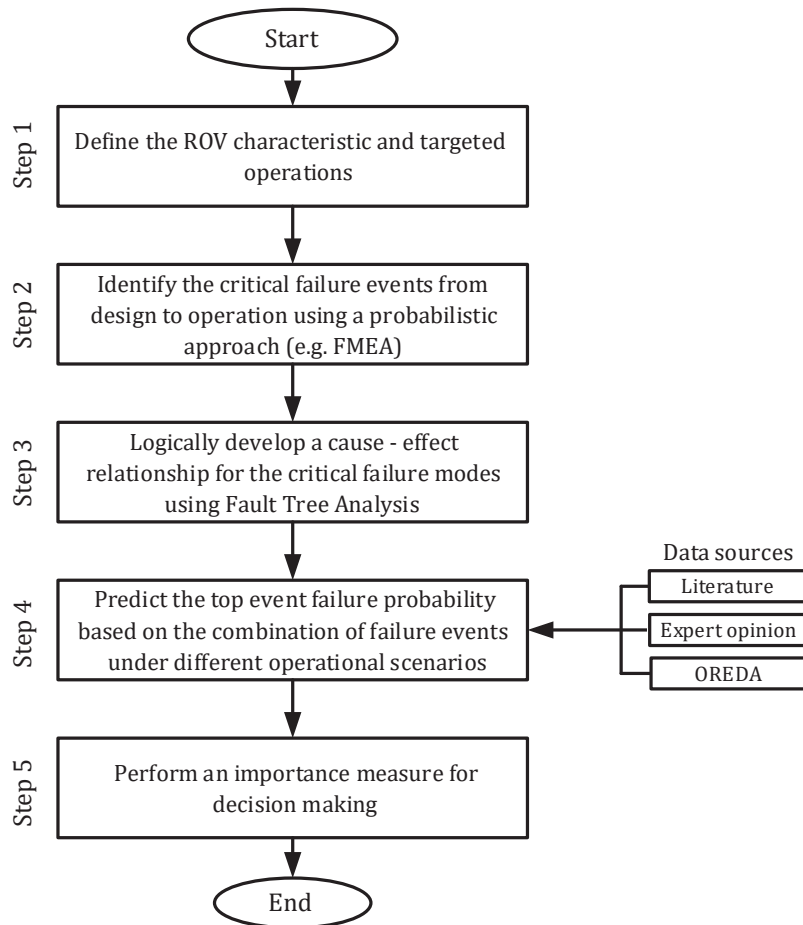 Start
Step 1
Define the ROV characteristic and targeted
operations
Step 2
Identify the critical failure events from
design to operation using a probabilistic
approach (e.g. FMEA)
Step 3
Logically develop a cause - effect
relationship for the critical failure modes
using Fault Tree Analysis
Step 4
Predict the top event failure probability
based on the combination of failure events
under different operational scenarios
Data sources
Literature
Expert opinion
OREDA
Step 5
Perform an importance measure for
decision making
End